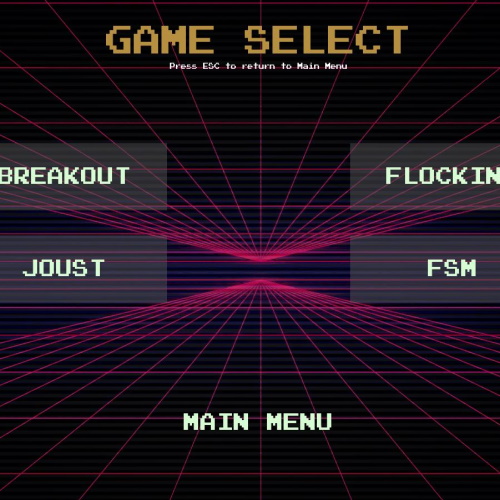 GAME SELECT
Press ESC to return to Main Menu
BREAKOUT
FLOCKIN
JOUST
FSM
MAIN MENU